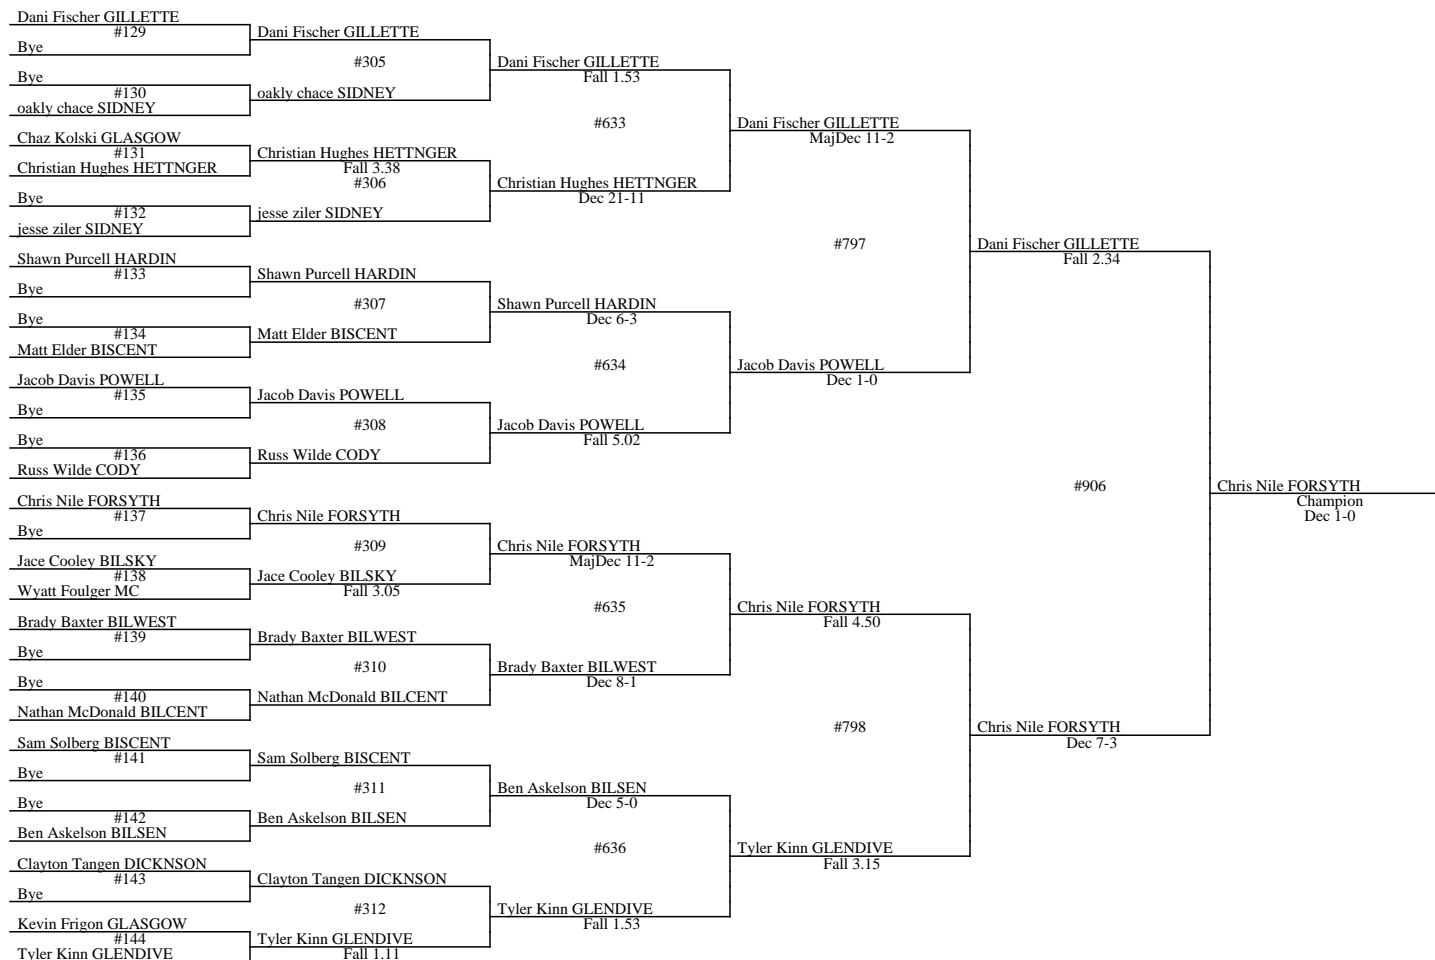 Dani Fischer GILLETTE
#129
Bye
Bye
#130
oakly chace SIDNEY
Chaz Kolski GLASGOW
#131
Christian Hughes HETTNGER
Bye
#132
jesse ziler SIDNEY
Shawn Purcell HARDIN
#133
Bye
Bye
#134
Matt Elder BISCENT
Jacob Davis POWELL
#135
Bye
Bye
#136
Russ Wilde CODY
Chris Nile FORSYTH
#137
Bye
Jace Cooley BILSKY
#138
Wyatt Foulger MC
Brady Baxter BILWEST
#139
Bye
Bye
#140
Nathan McDonald BILCENT
Sam Solberg BISCENT
#141
Bye
Bye
#142
Ben Askelson BILSEN
Clayton Tangen DICKNSON
#143
Bye
Kevin Frigon GLASGOW
#144
Tyler Kinn GLENDIVE
Dani Fischer GILLETTE
#305
oakly chace SIDNEY
Christian Hughes HETTNGER
Fall 3.38
#306
jesse ziler SIDNEY
Shawn Purcell HARDIN
#307
Matt Elder BISCENT
Jacob Davis POWELL
#308
Russ Wilde CODY
Chris Nile FORSYTH
#309
Jace Cooley BILSKY
Fall 3.05
Brady Baxter BILWEST
#310
Nathan McDonald BILCENT
Sam Solberg BISCENT
#311
Ben Askelson BILSEN
Clayton Tangen DICKNSON
#312
Tyler Kinn GLENDIVE
Fall 1.11
Dani Fischer GILLETTE
Fall 1.53
#633
Christian Hughes HETTNGER
Dec 21-11
Shawn Purcell HARDIN
Dec 6-3
#634
Jacob Davis POWELL
Fall 5.02
Chris Nile FORSYTH
MajDec 11-2
#635
Brady Baxter BILWEST
Dec 8-1
Ben Askelson BILSEN
Dec 5-0
#636
Tyler Kinn GLENDIVE
Fall 1.53
Dani Fischer GILLETTE
MajDec 11-2
#797
Jacob Davis POWELL
Dec 1-0
Chris Nile FORSYTH
Fall 4.50
#798
Tyler Kinn GLENDIVE
Fall 3.15
Dani Fischer GILLETTE
Fall 2.34
#906
Chris Nile FORSYTH
Dec 7-3
Chris Nile FORSYTH
Champion
Dec 1-0